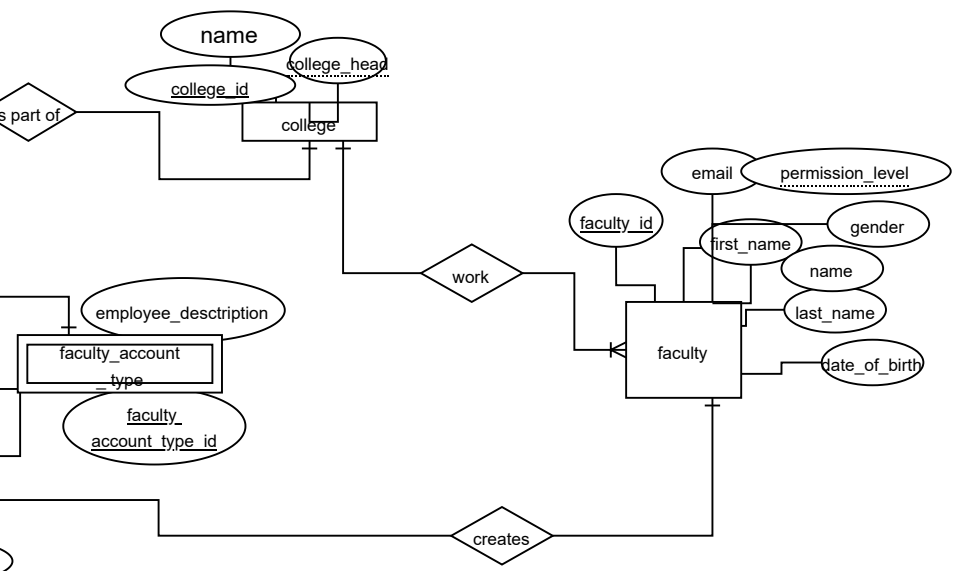 name
college_head
college_id
s part of
college
email
permission_level
faculty_id
gender
first_name
name
work
employee_desctription
last_name
faculty_account
_ type
faculty
date_of_birth
faculty_
account_type_id
creates